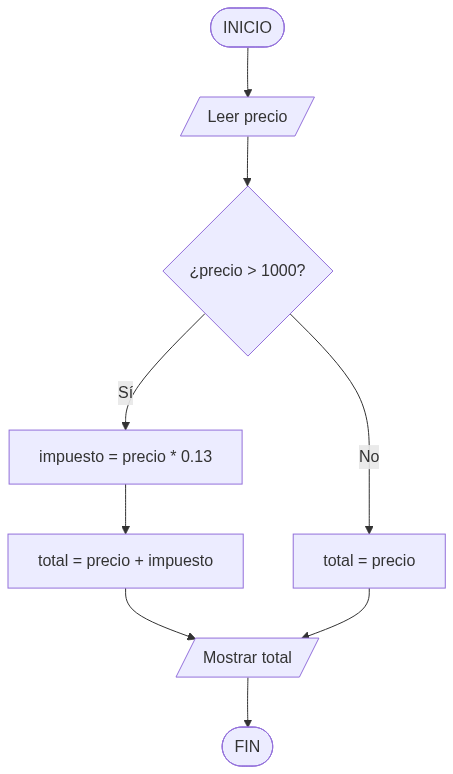 INICIO
Leer precio
¿precio > 1000?
Sí
impuesto = precio * 0.13
No
total = precio + impuesto
total = precio
Mostrar total
FIN